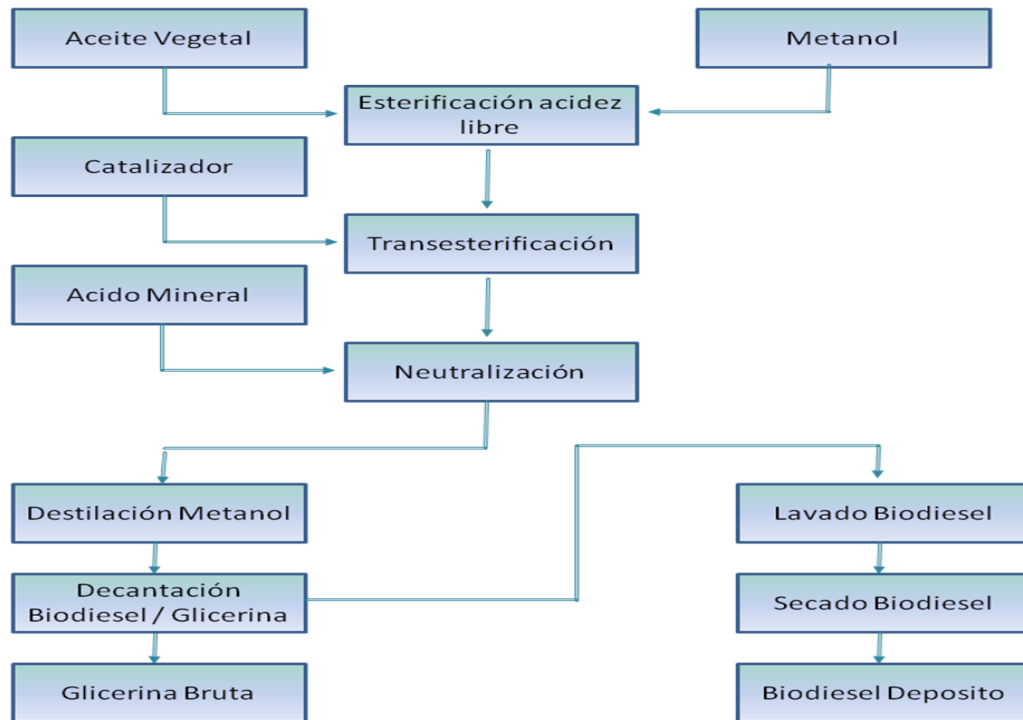 Aceite Vegetal
Metanol
Esterificación acidez
libre
Catalizador
Transesterificación
Acido Mineral
Neutralización
Destilación Metanol
Lavado Biodiesel
Decantación
Biodiesel / Glicerina
Secado Biodiesel
Glicerina Bruta
Biodiesel Deposito